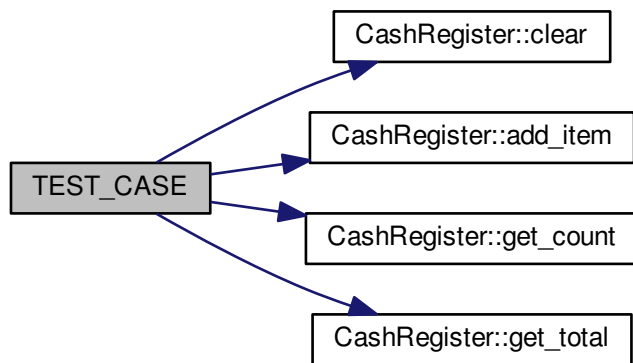 CashRegister::clear
CashRegister::add_item
TEST_CASE
CashRegister::get_count
CashRegister::get_total